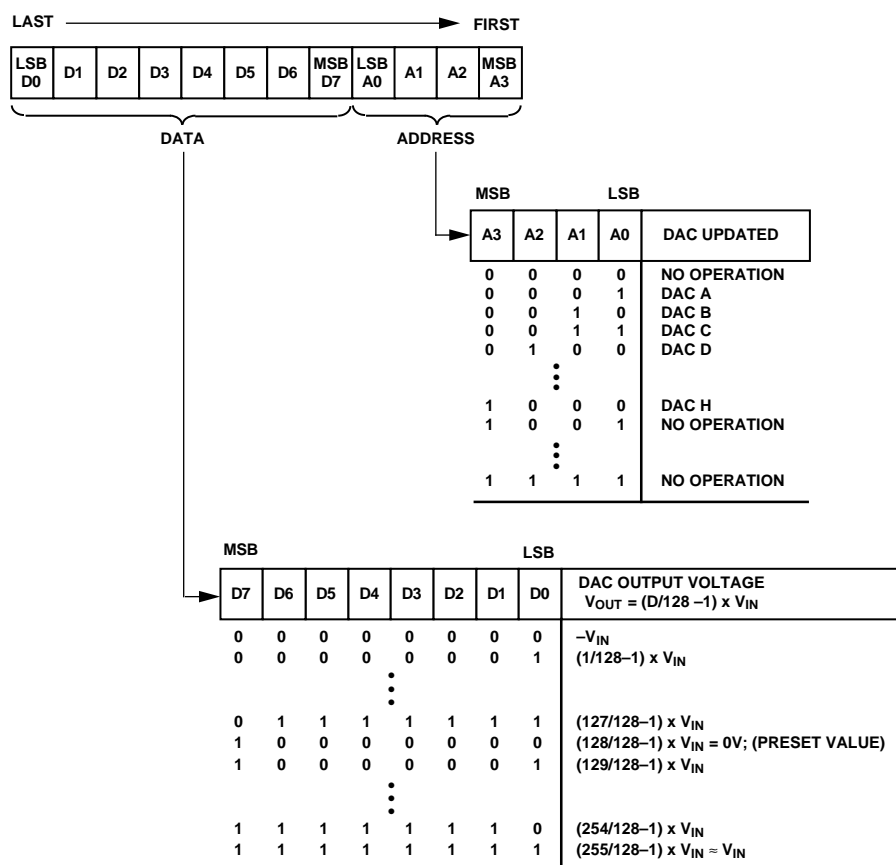 LAST FIRST
LSB D0 D1 D2 D3 D4 D5 D6 MSB D7 LSB A0 A1 A2 MSB A3
DATA ADDRESS
MSB LSB
A3 A2 A1 A0 DAC UPDATED
0 0 0 0 NO OPERATION
0 0 0 1 DAC A
0 0 1 0 DAC B
0 0 1 1 DAC C
0 1 0 0 DAC D
1 0 0 0 DAC H
1 0 0 1 NO OPERATION
1 1 1 1 NO OPERATION
MSB LSB
D7 D6 D5 D4 D3 D2 D1 D0 DAC OUTPUT VOLTAGE
VOUT = (D/128 –1) x VIN
0 0 0 0 0 0 0 0 –VIN
0 0 0 0 0 0 0 1 (1/128–1) x VIN
0 1 1 1 1 1 1 1 (127/128–1) x VIN
1 0 0 0 0 0 0 0 (128/128–1) x VIN = 0V; (PRESET VALUE)
1 0 0 0 0 0 0 1 (129/128–1) x VIN
1 1 1 1 1 1 1 0 (254/128–1) x VIN
1 1 1 1 1 1 1 1 (255/128–1) x VIN ≈ VIN